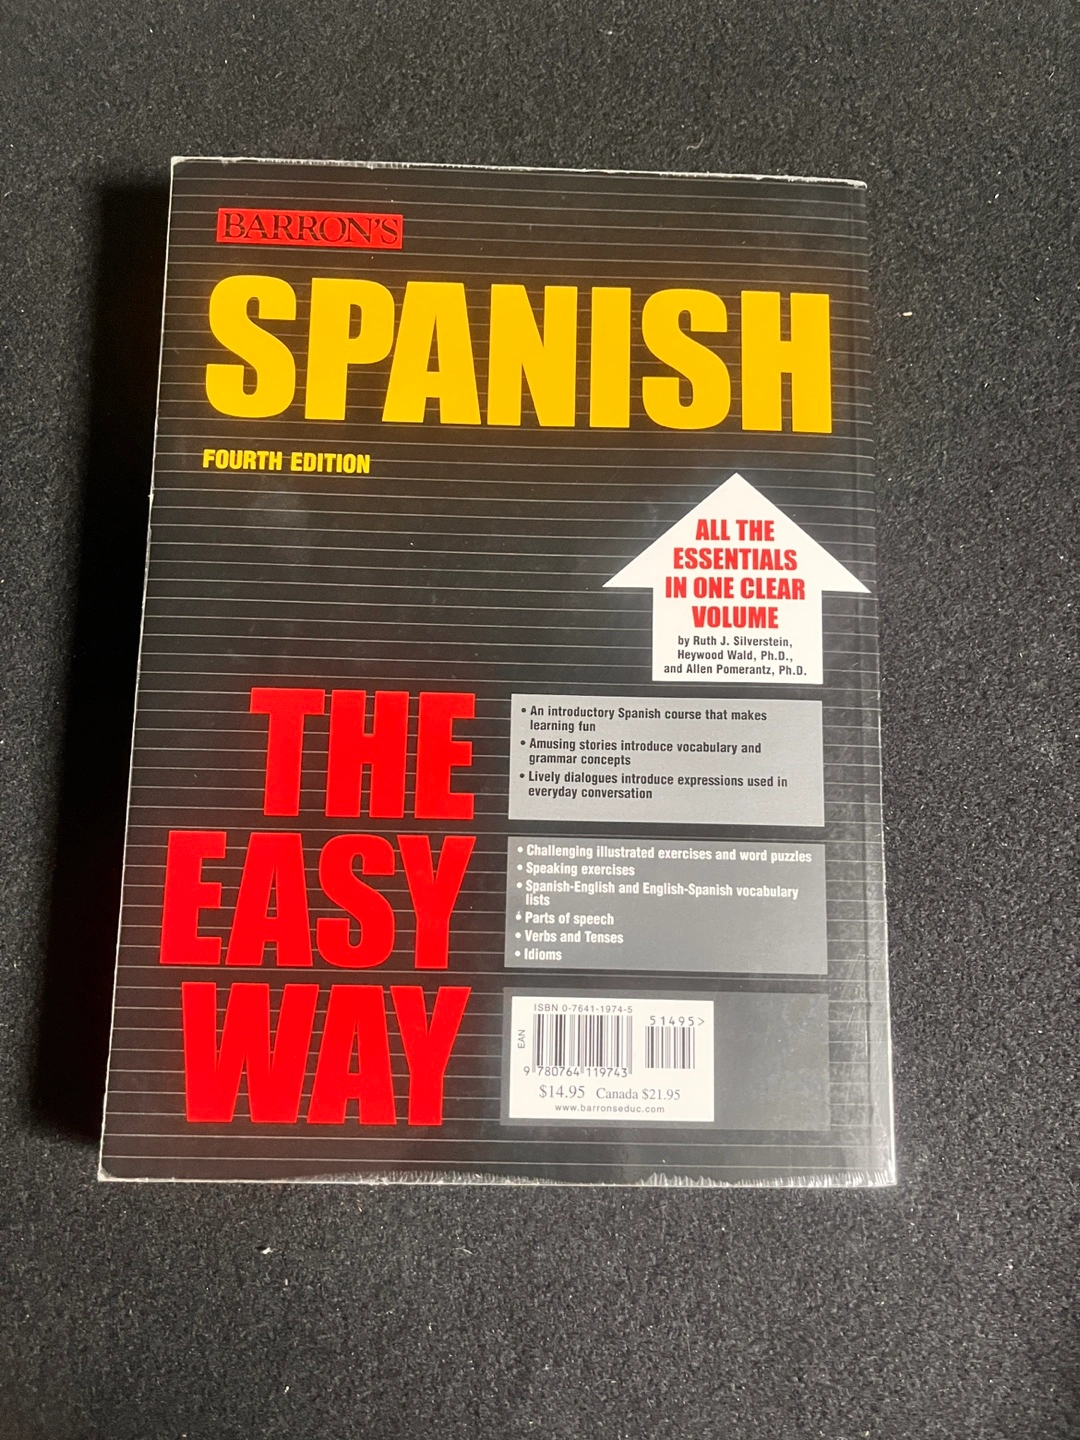 BARRON'S
SPANISH
FOURTH EDITION
ALL THE
ESSENTIALS
IN ONE CLEAR
VOLUME
by Ruth J. Silverstein,
Heywood Wald, Ph.D.,
and Allen Pomerantz, Ph.D.
THE
EASY
WAY
• An introductory Spanish course that makes
learning fun
• Amusing stories introduce vocabulary and
grammar concepts
• Lively dialogues introduce expressions used in
everyday conversation
• Challenging illustrated exercises and word puzzles
• Speaking exercises
• Spanish-English and English-Spanish vocabulary
lists
• Parts of speech
• Verbs and Tenses
• Idioms
ISBN 0-7641-1974-5
51495>
EAN
9 780764 119743
$14.95 Canada $21.95
www.barronseduc.com